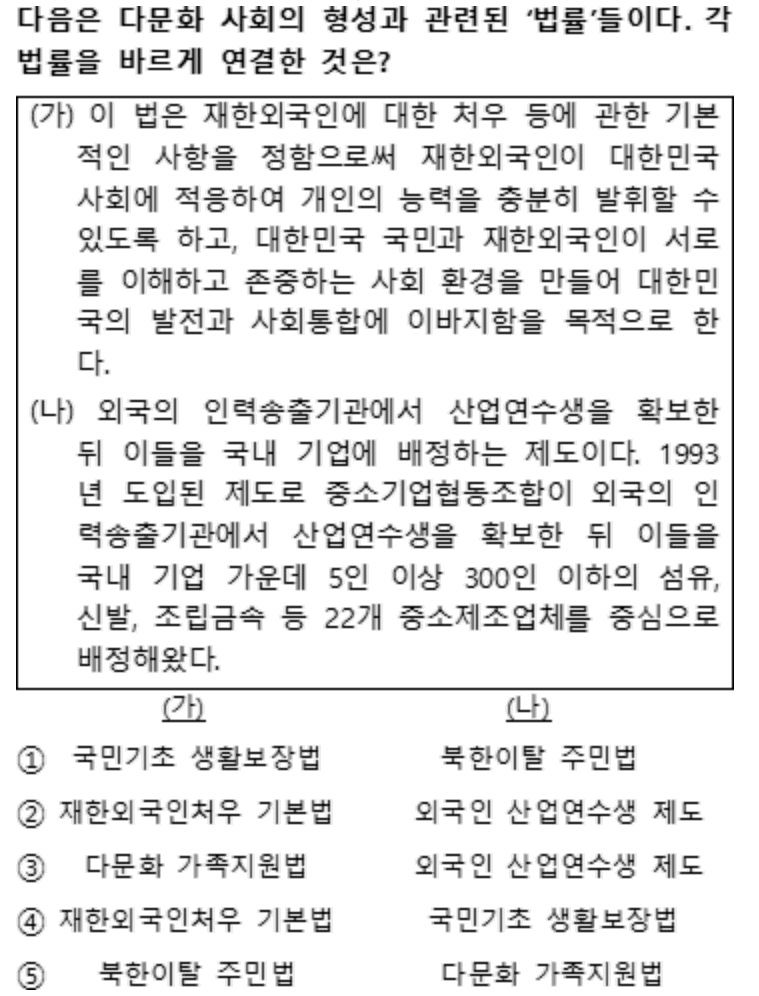 다음은 다문화 사회의 형성과 관련된 '법률'들이다. 각
법률을 바르게 연결한 것은?
(가) 이 법은 재한외국인에 대한 처우 등에 관한 기본
적인 사항을 정함으로써 재한외국인이 대한민국
사회에 적응하여 개인의 능력을 충분히 발휘할 수
있도록 하고, 대한민국 국민과 재한외국인이 서로
를 이해하고 존중하는 사회 환경을 만들어 대한민
국의 발전과 사회통합에 이바지함을 목적으로 한
다.
(나) 외국의 인력송출기관에서 산업연수생을 확보한
뒤 이들을 국내 기업에 배정하는 제도이다. 1993
년 도입된 제도로 중소기업협동조합이 외국의 인
력송출기관에서 산업연수생을 확보한 뒤 이들을
국내 기업 가운데 5인 이상 300인 이하의 섬유,
신발, 조립금속 등 22개 중소제조업체를 중심으로
배정해왔다.
(가) (나)
① 국민기초 생활보장법 북한이탈 주민법
② 재한외국인처우 기본법 외국인 산업연수생 제도
③ 다문화 가족지원법 외국인 산업연수생 제도
④ 재한외국인처우 기본법 국민기초 생활보장법
⑤ 북한이탈 주민법 다문화 가족지원법